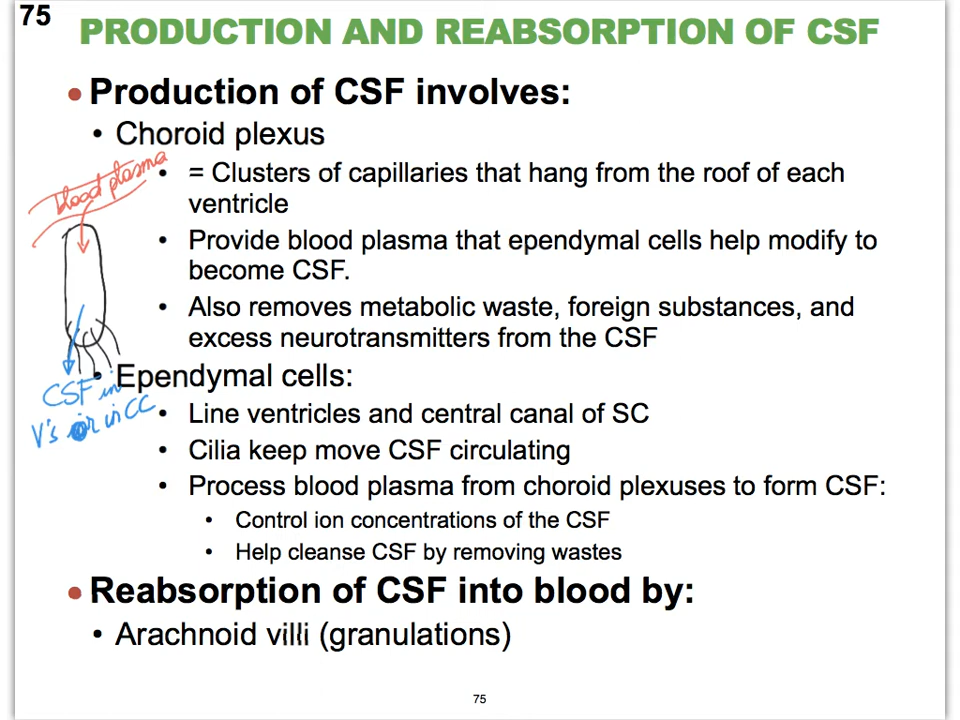 75
PRODUCTION AND REABSORPTION OF CSF
• Production of CSF involves:
• Choroid plexus
blood plasma
• = Clusters of capillaries that hang from the roof of each
ventricle
• Provide blood plasma that ependymal cells help modify to
become CSF.
• Also removes metabolic waste, foreign substances, and
excess neurotransmitters from the CSF
• Ependymal cells:
CSF in
V's or in CC
• Line ventricles and central canal of SC
• Cilia keep move CSF circulating
• Process blood plasma from choroid plexuses to form CSF:
• Control ion concentrations of the CSF
• Help cleanse CSF by removing wastes
• Reabsorption of CSF into blood by:
• Arachnoid villi (granulations)
75